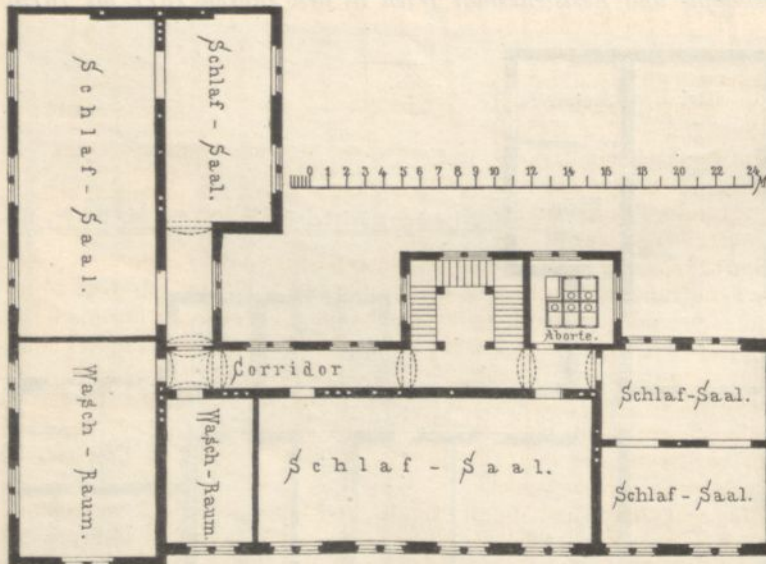 Schlaf-Saal.
Schlaf-Saal.
0 1 2 3 4 5 6 7 8 9 10 12 14 16 18 20 22 24 M
Aborte.
Corridor
Schlaf-Saal.
Wasch-Raum.
Wasch-Raum.
Schlaf-Saal.
Schlaf-Saal.